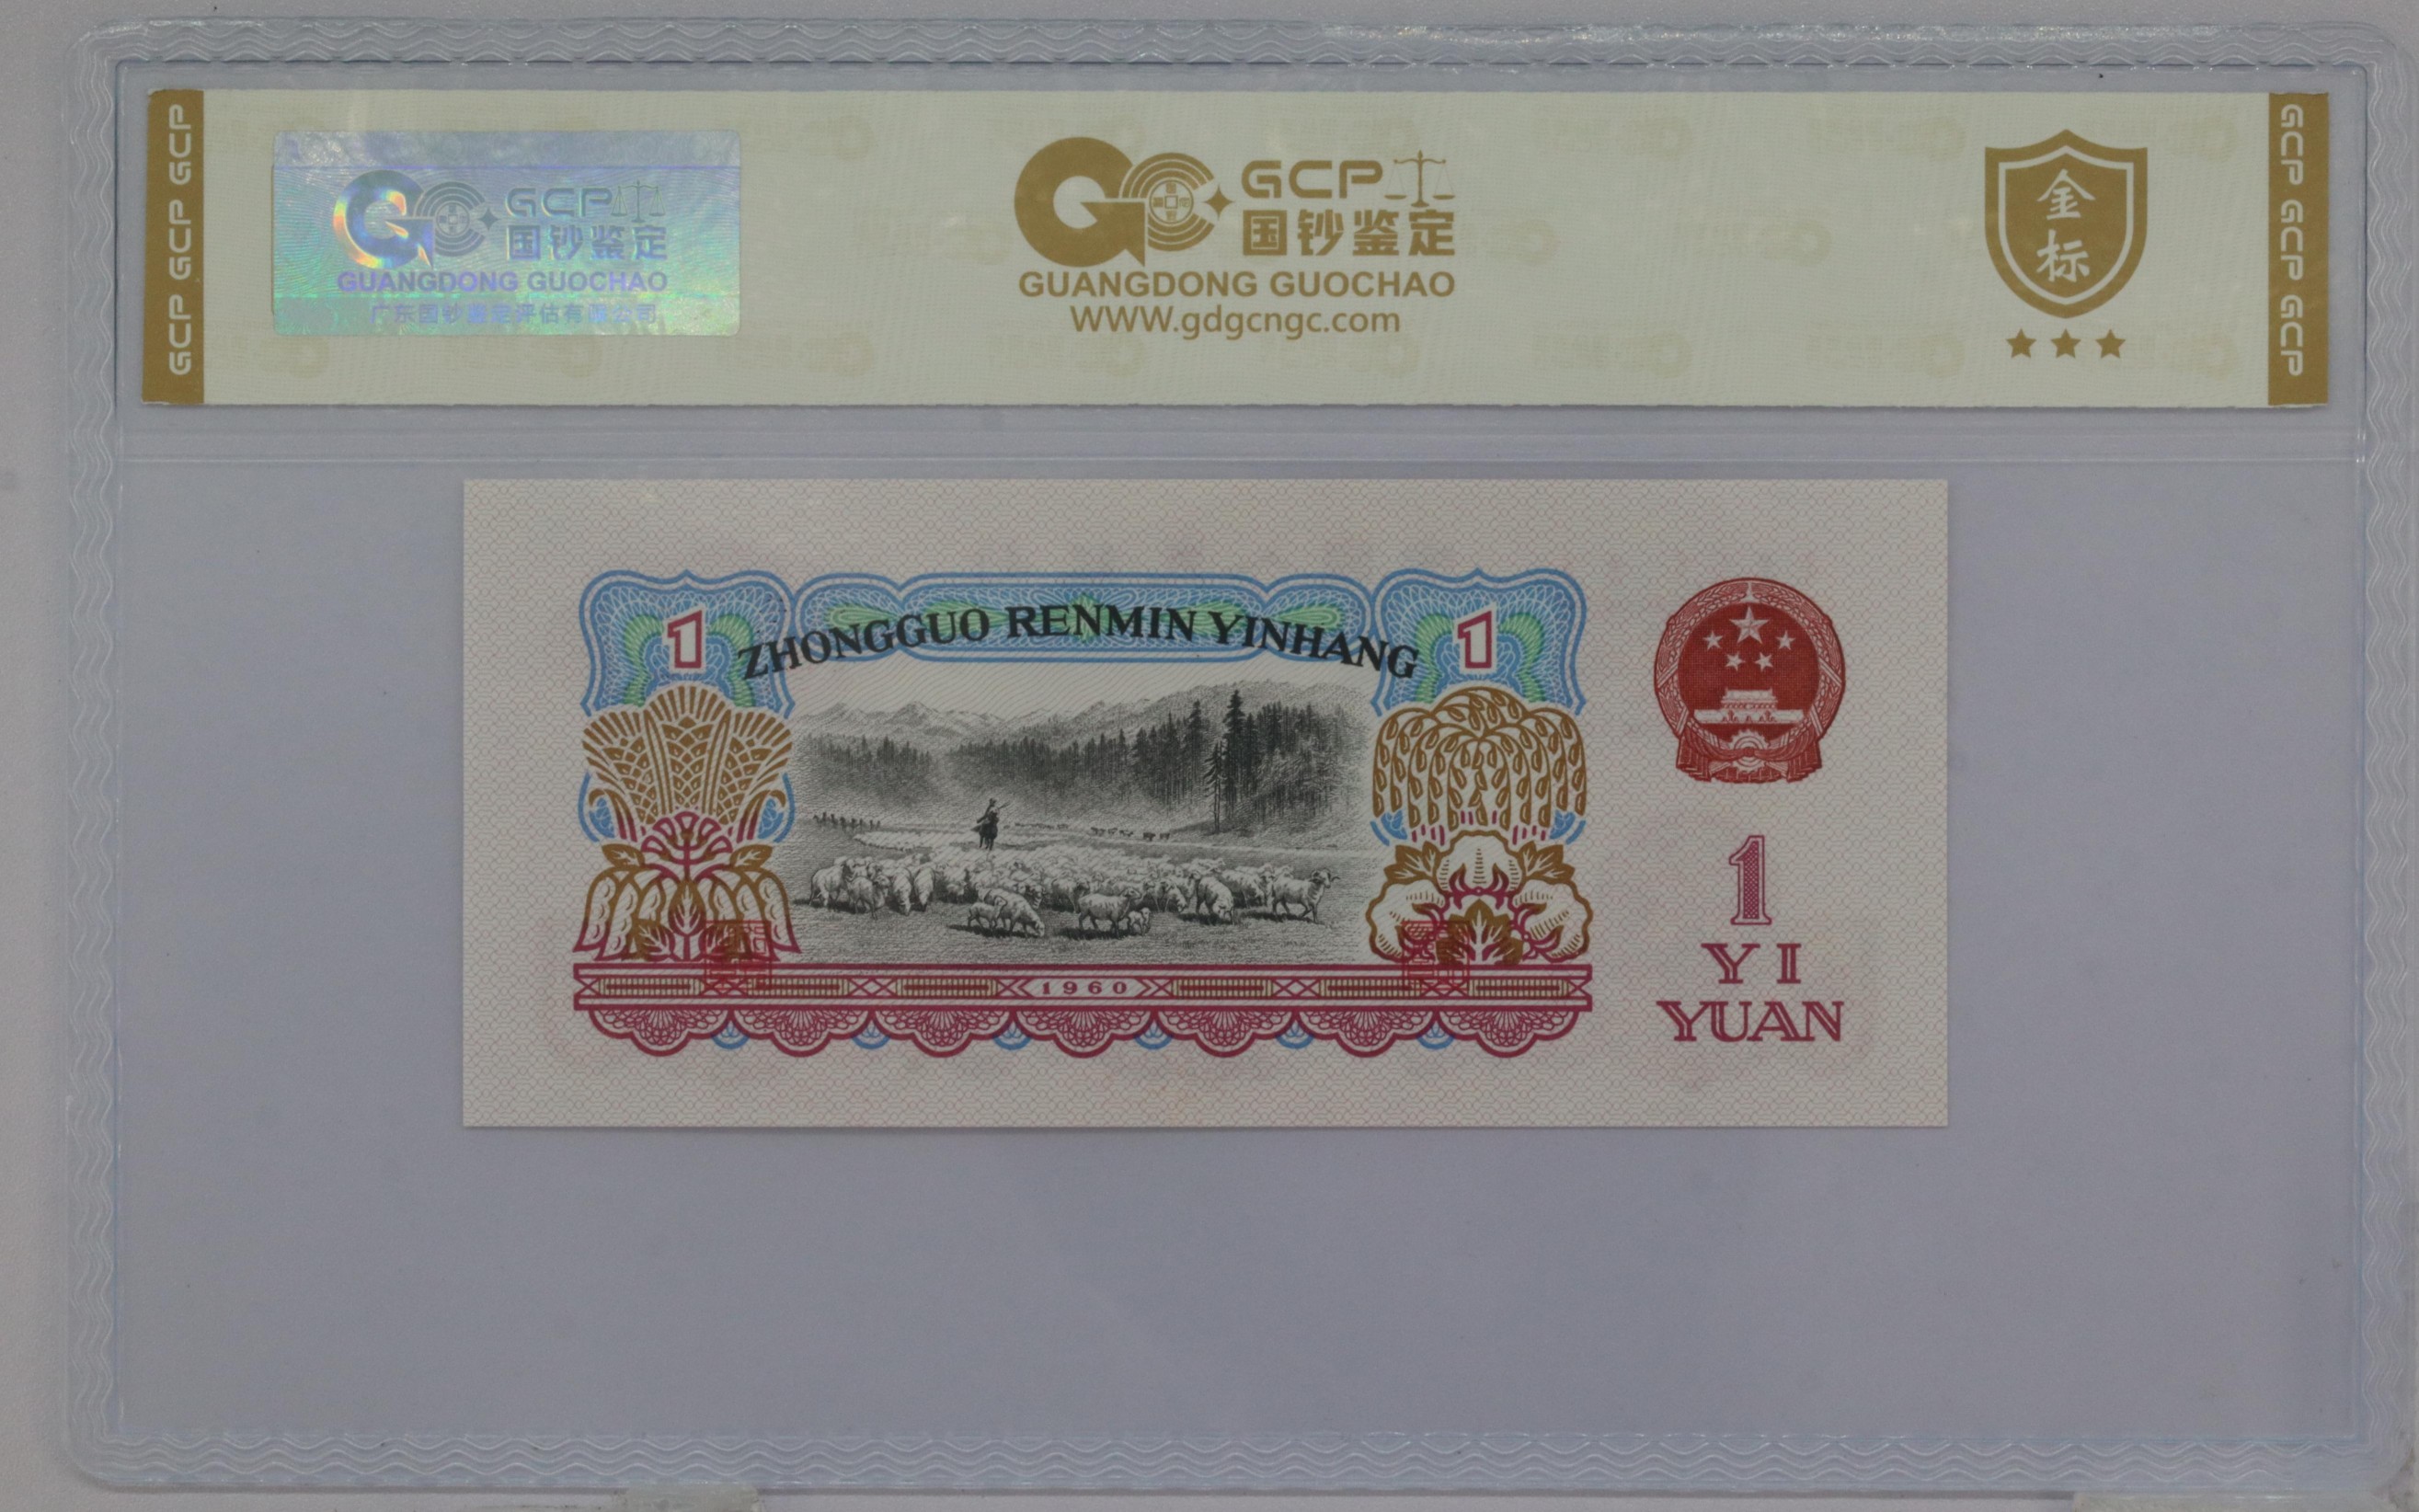 GCP GCP GCP
GCP
国钞鉴定
GUANGDONG GUOCHAO
广东国钞鉴定评估有限公司
GCP
国钞鉴定
GUANGDONG GUOCHAO
WWW.gdgcngc.com
金
标
GCP GCP GCP
1
ZHONGGUO RENMIN YINHANG
1
1960
1
YI
YUAN